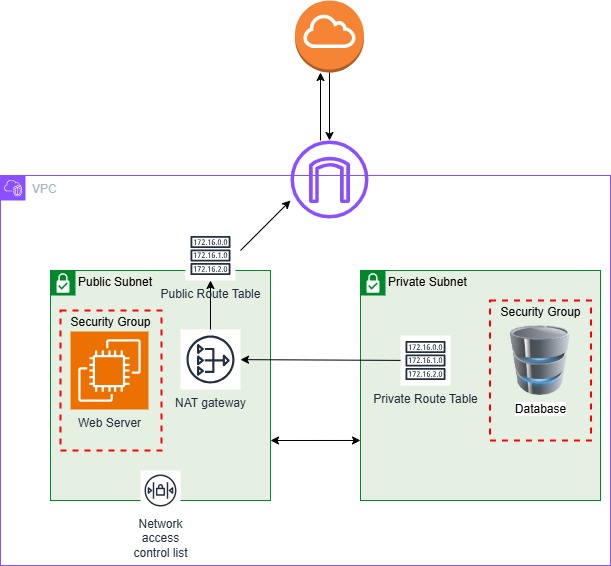 VPC
172.16.0.0
172.16.1.0
172.16.2.0
Public Route Table
Public Subnet
Security Group
Web Server
NAT gateway
Network
access
control list
Private Subnet
172.16.0.0
172.16.1.0
172.16.2.0
Private Route Table
Security Group
Database